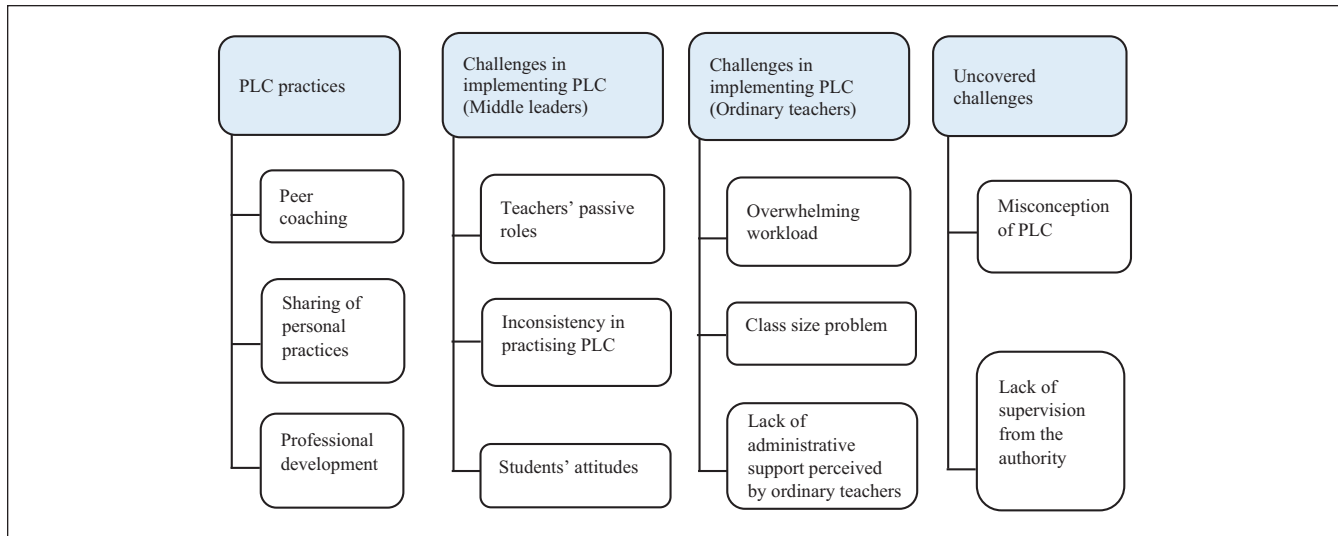 PLC practices
Peer
coaching
Sharing of
personal
practices
Professional
development
Challenges in
implementing PLC
(Middle leaders)
Teachers’ passive
roles
Inconsistency in
practising PLC
Students’ attitudes
Challenges in
implementing PLC
(Ordinary teachers)
Overwhelming
workload
Class size problem
Lack of
administrative
support perceived
by ordinary teachers
Uncovered
challenges
Misconception
of PLC
Lack of
supervision
from the
authority